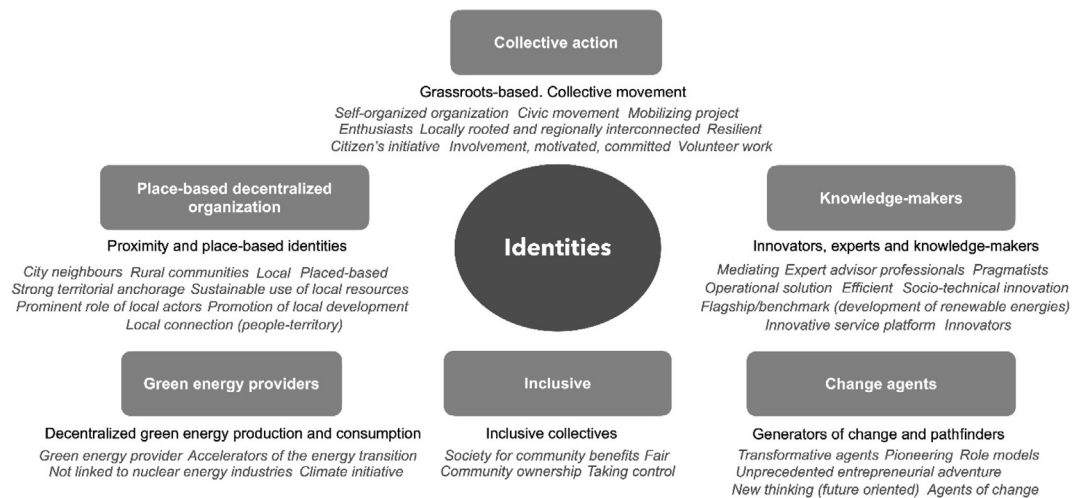 Collective action
Grassroots-based. Collective movement
Self-organized organization Civic movement Mobilizing project
Enthusiasts Locally rooted and regionally interconnected Resilient
Citizen's initiative Involvement, motivated, committed Volunteer work
Place-based decentralized
organization
Proximity and place-based identities
City neighbours Rural communities Local Placed-based
Strong territorial anchorage Sustainable use of local resources
Prominent role of local actors Promotion of local development
Local connection (people-territory)
Identities
Knowledge-makers
Innovators, experts and knowledge-makers
Mediating Expert advisor professionals Pragmatists
Operational solution Efficient Socio-technical innovation
Flagship/benchmark (development of renewable energies)
Innovative service platform Innovators
Green energy providers
Decentralized green energy production and consumption
Green energy provider Accelerators of the energy transition
Not linked to nuclear energy industries Climate initiative
Inclusive
Inclusive collectives
Society for community benefits Fair
Community ownership Taking control
Change agents
Generators of change and pathfinders
Transformative agents Pioneering Role models
Unprecedented entrepreneurial adventure
New thinking (future oriented) Agents of change